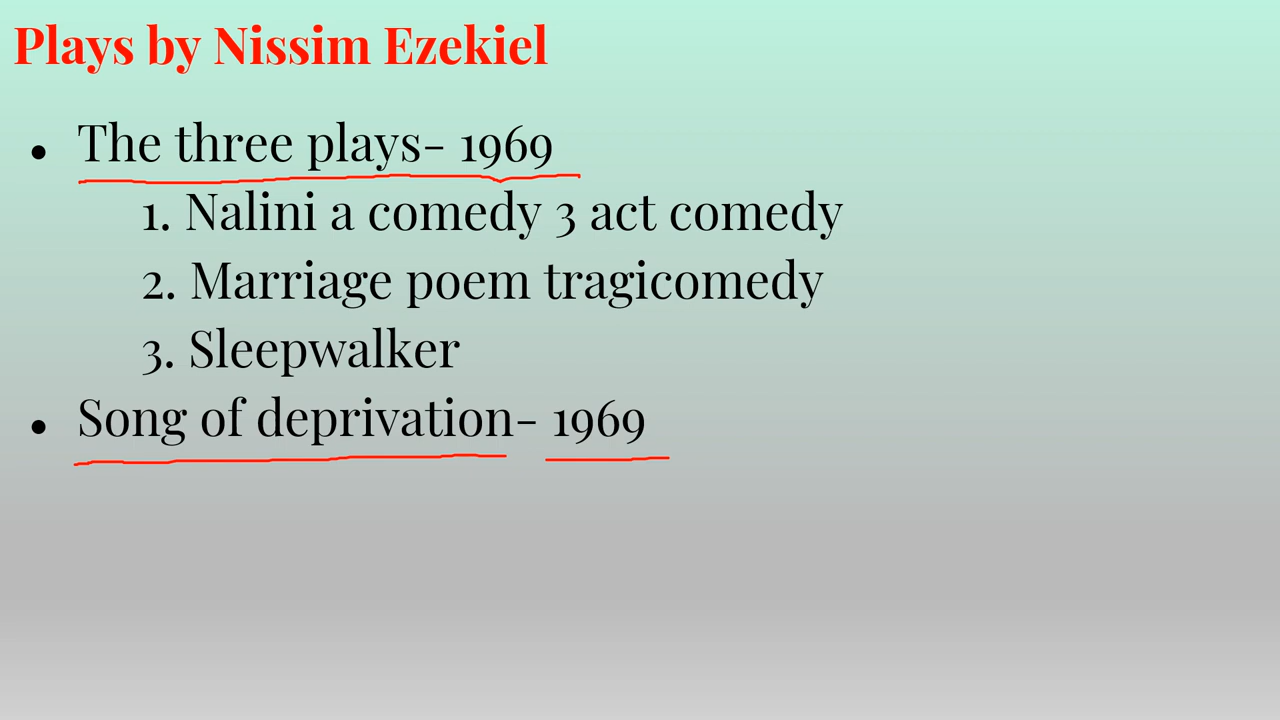 Plays by Nissim Ezekiel
• The three plays- 1969
1. Nalini a comedy 3 act comedy
2. Marriage poem tragicomedy
3. Sleepwalker
• Song of deprivation- 1969